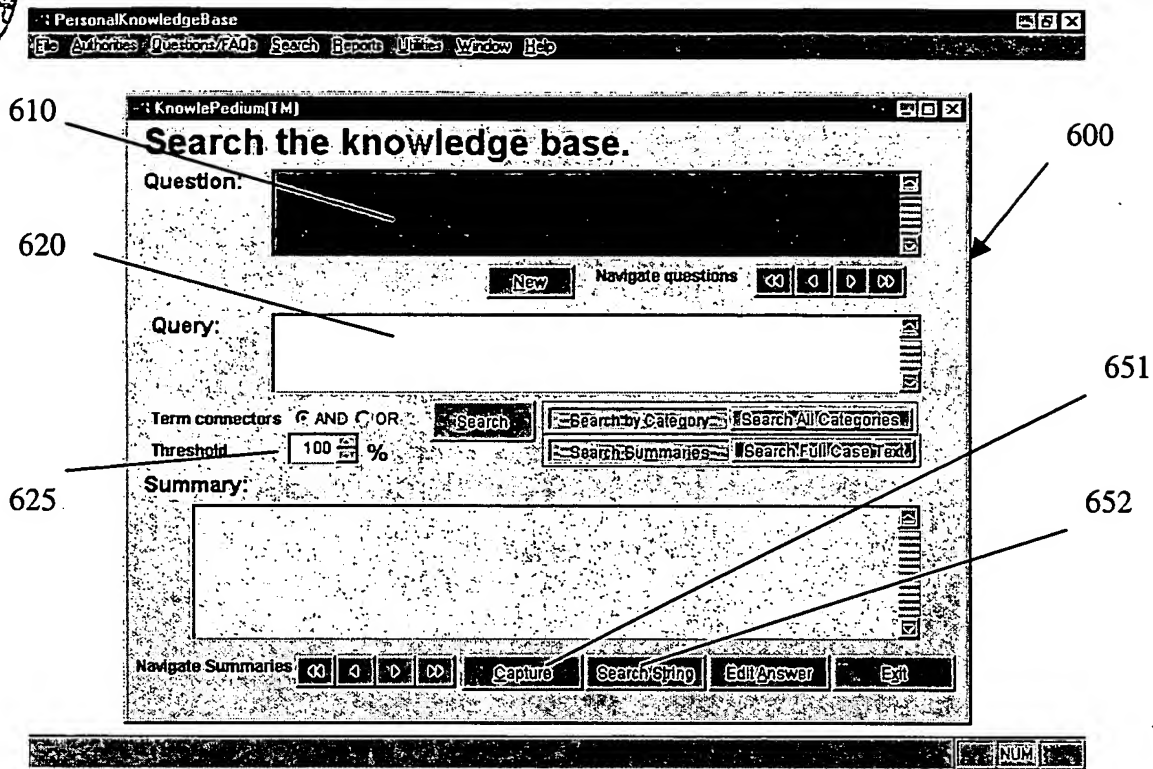 PersonalKnowledgeBase
File Authorities Questions/FAQs Search Reports Utilities Window Help
610
KnowlePedium(TM)
600
Search the knowledge base.
Question:
620
New Navigate questions
Query:
651
Term connectors AND OR Search Search by Category Search All Categories
Threshold 100 % Search Summaries Search Full Case Text
625
Summary:
652
Navigate Summaries Capture Search String Edit Answer Exit
NUM